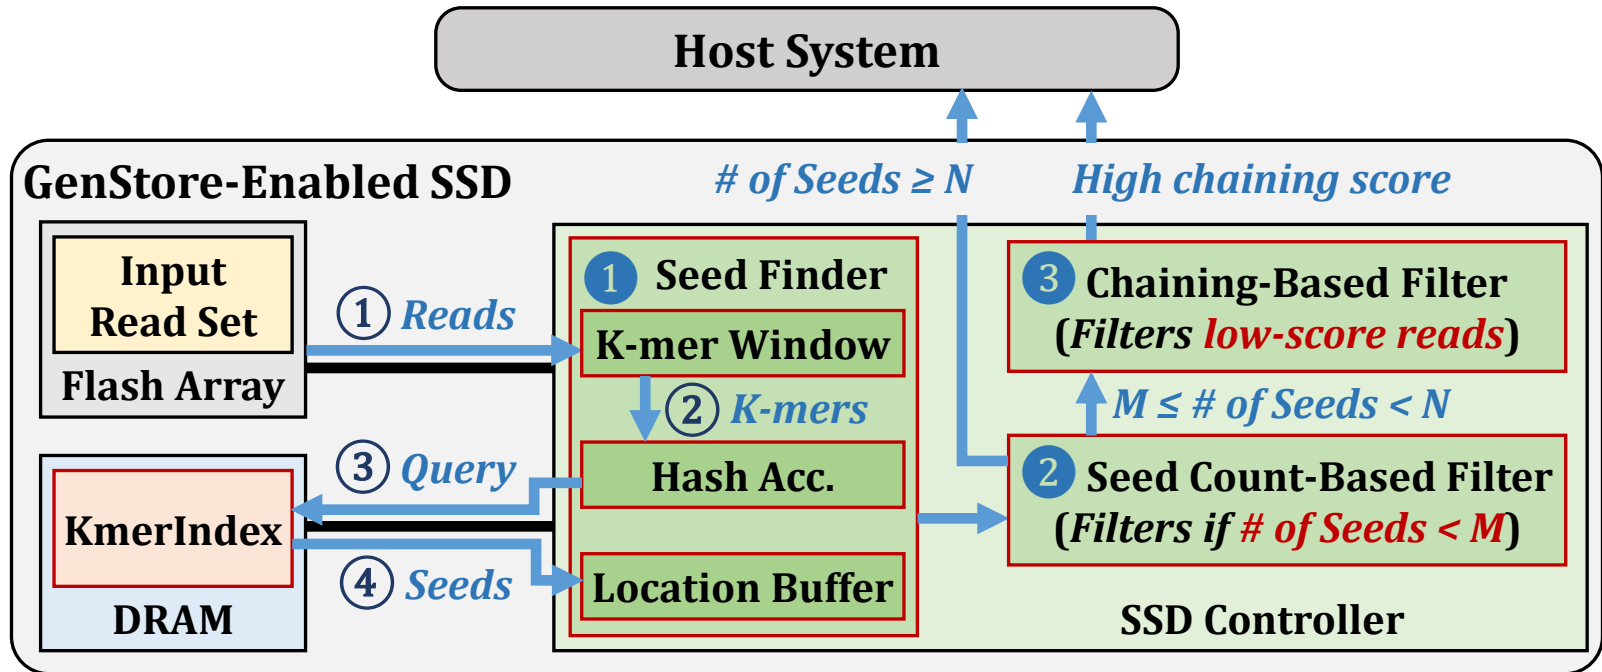 Host System
GenStore-Enabled SSD
# of Seeds ≥ N
High chaining score
Input
Read Set
Flash Array
① Reads
1 Seed Finder
K-mer Window
② K-mers
③ Query
Hash Acc.
KmerIndex
④ Seeds
Location Buffer
DRAM
3 Chaining-Based Filter
(Filters low-score reads)
M ≤ # of Seeds < N
2 Seed Count-Based Filter
(Filters if # of Seeds < M)
SSD Controller